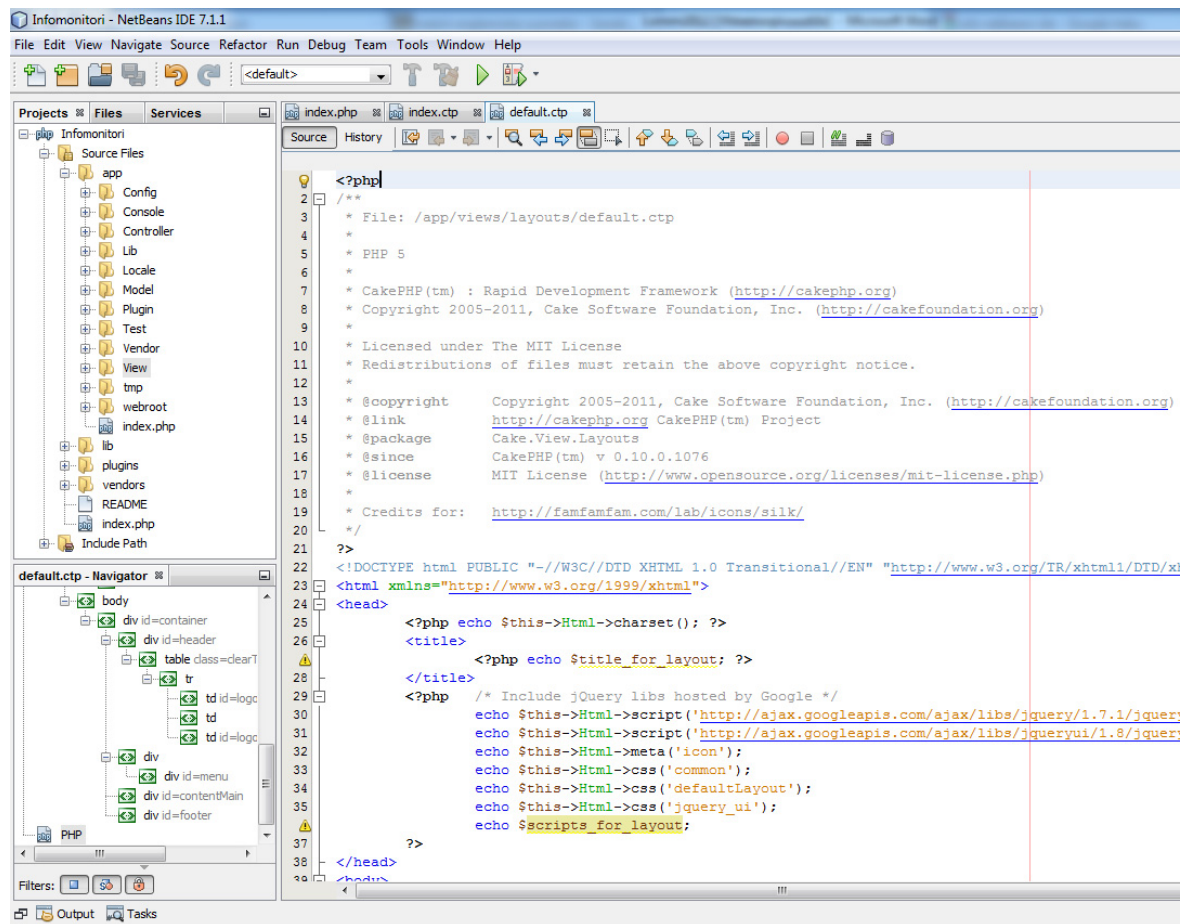 Infomonitori - NetBeans IDE 7.1.1
File Edit View Navigate Source Refactor Run Debug Team Tools Window Help
<default>
Projects Files Services
Infomonitori
Source Files
app
Config
Console
Controller
Lib
Locale
Model
Plugin
Test
Vendor
View
tmp
webroot
index.php
lib
plugins
vendors
README
index.php
Include Path
default.ctp - Navigator
body
div id=container
div id=header
table class=clearT
tr
td id=logo
td
td id=logo
div
div id=menu
div id=contentMain
div id=footer
PHP
Filters:
Output Tasks
index.php index.ctp default.ctp
Source History
<?php
2 /**
3 * File: /app/views/layouts/default.ctp
4 *
5 * PHP 5
6 *
7 * CakePHP(tm) : Rapid Development Framework (http://cakephp.org)
8 * Copyright 2005-2011, Cake Software Foundation, Inc. (http://cakefoundation.org)
9 *
10 * Licensed under The MIT License
11 * Redistributions of files must retain the above copyright notice.
12 *
13 * @copyright Copyright 2005-2011, Cake Software Foundation, Inc. (http://cakefoundation.org)
14 * @link http://cakephp.org CakePHP(tm) Project
15 * @package Cake.View.Layouts
16 * @since CakePHP(tm) v 0.10.0.1076
17 * @license MIT License (http://www.opensource.org/licenses/mit-license.php)
18 *
19 * Credits for: http://famfamfam.com/lab/icons/silk/
20 */
21 ?>
22 <!DOCTYPE html PUBLIC "-//W3C//DTD XHTML 1.0 Transitional//EN" "http://www.w3.org/TR/xhtml1/DTD/xh
23 <html xmlns="http://www.w3.org/1999/xhtml">
24 <head>
25 <?php echo $this->Html->charset(); ?>
26 <title>
<?php echo $title_for_layout; ?>
28 </title>
29 <?php /* Include jQuery libs hosted by Google */
30 echo $this->Html->script('http://ajax.googleapis.com/ajax/libs/jquery/1.7.1/jquery
31 echo $this->Html->script('http://ajax.googleapis.com/ajax/libs/jqueryui/1.8/jquery
32 echo $this->Html->meta('icon');
33 echo $this->Html->css('common');
34 echo $this->Html->css('defaultLayout');
35 echo $this->Html->css('jquery_ui');
echo $scripts_for_layout;
37 ?>
38 </head>
39 <body>